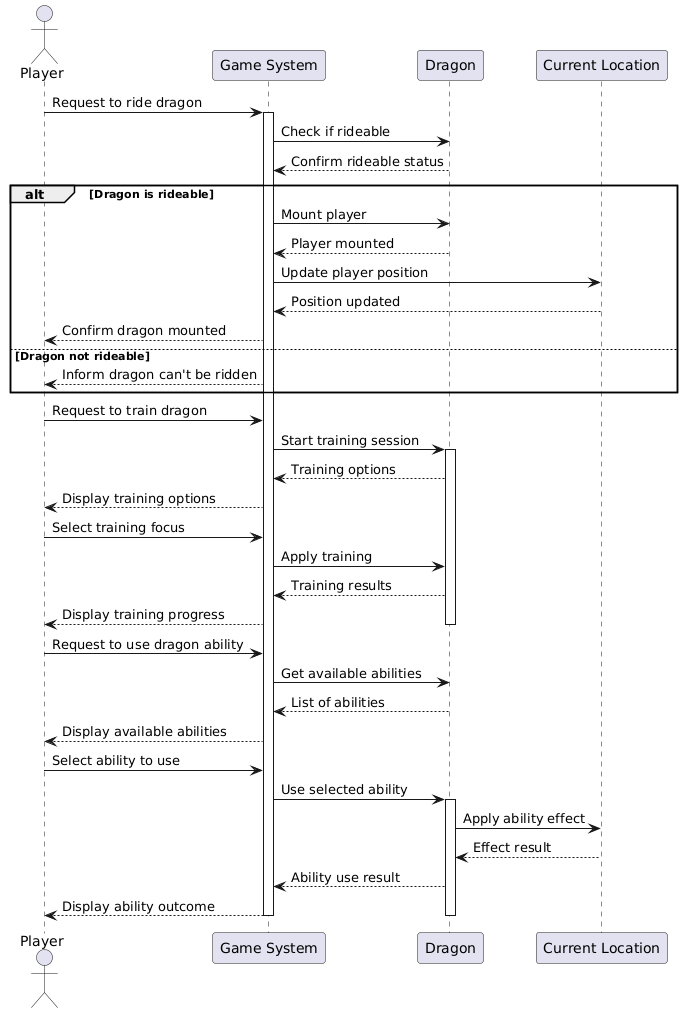 Player
Game System
Dragon
Current Location
Request to ride dragon
Check if rideable
Confirm rideable status
alt
[Dragon is rideable]
Mount player
Player mounted
Update player position
Position updated
Confirm dragon mounted
[Dragon not rideable]
Inform dragon can't be ridden
Request to train dragon
Start training session
Training options
Display training options
Select training focus
Apply training
Training results
Display training progress
Request to use dragon ability
Get available abilities
List of abilities
Display available abilities
Select ability to use
Use selected ability
Apply ability effect
Effect result
Ability use result
Display ability outcome
Player
Game System
Dragon
Current Location